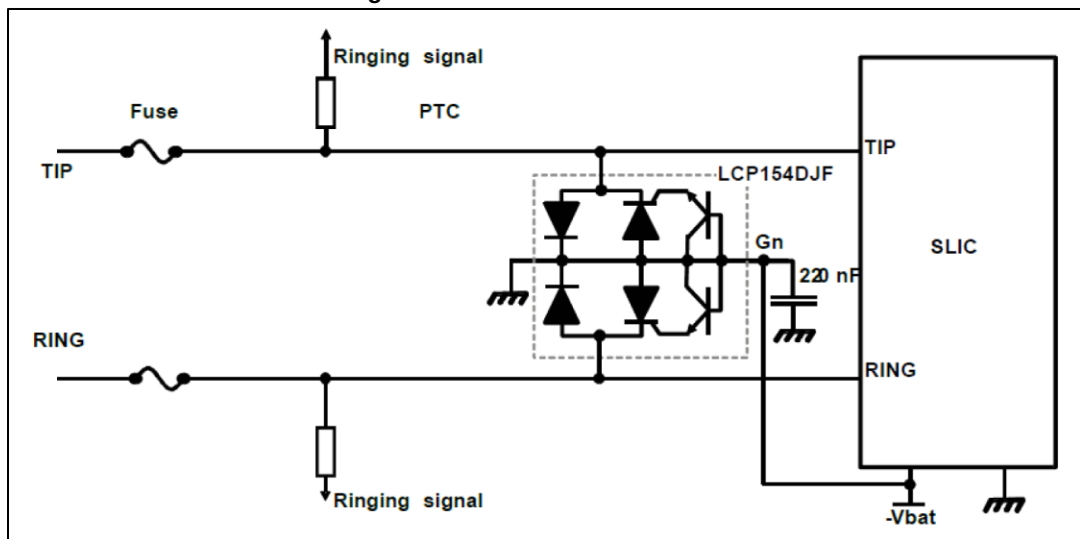 Ringing signal
Fuse
PTC
TIP
TIP
LCP154DJF
Gn
SLIC
220 nF
RING
RING
Ringing signal
-Vbat